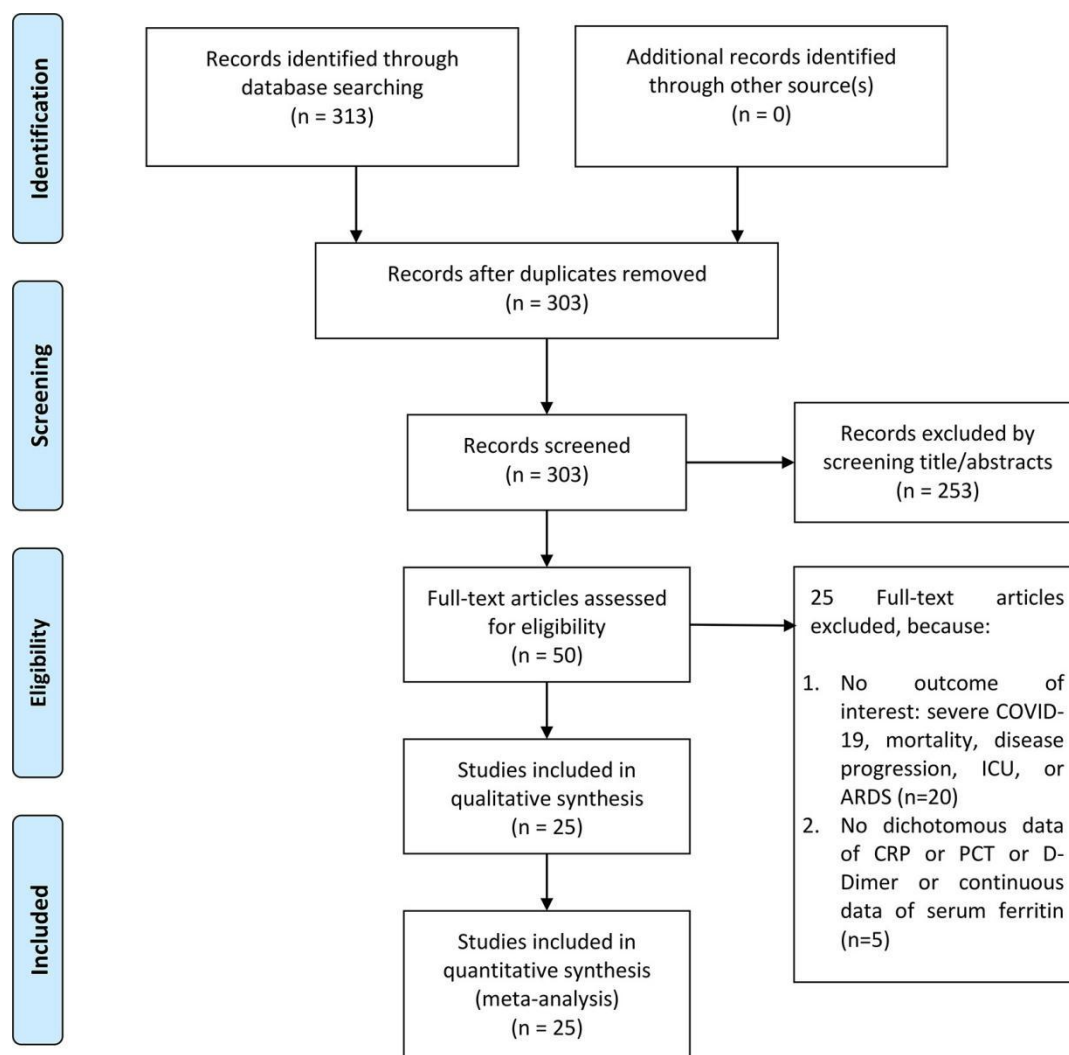 Identification
Records identified through
database searching
(n = 313)
Additional records identified
through other source(s)
(n = 0)
Records after duplicates removed
(n = 303)
Screening
Records screened
(n = 303)
Records excluded by
screening title/abstracts
(n = 253)
Eligibility
Full-text articles assessed
for eligibility
(n = 50)
25 Full-text articles
excluded, because:
1. No outcome of
interest: severe COVID-
19, mortality, disease
progression, ICU, or
ARDS (n=20)
2. No dichotomous data
of CRP or PCT or D-
Dimer or continuous
data of serum ferritin
(n=5)
Studies included in
qualitative synthesis
(n = 25)
Included
Studies included in
quantitative synthesis
(meta-analysis)
(n = 25)